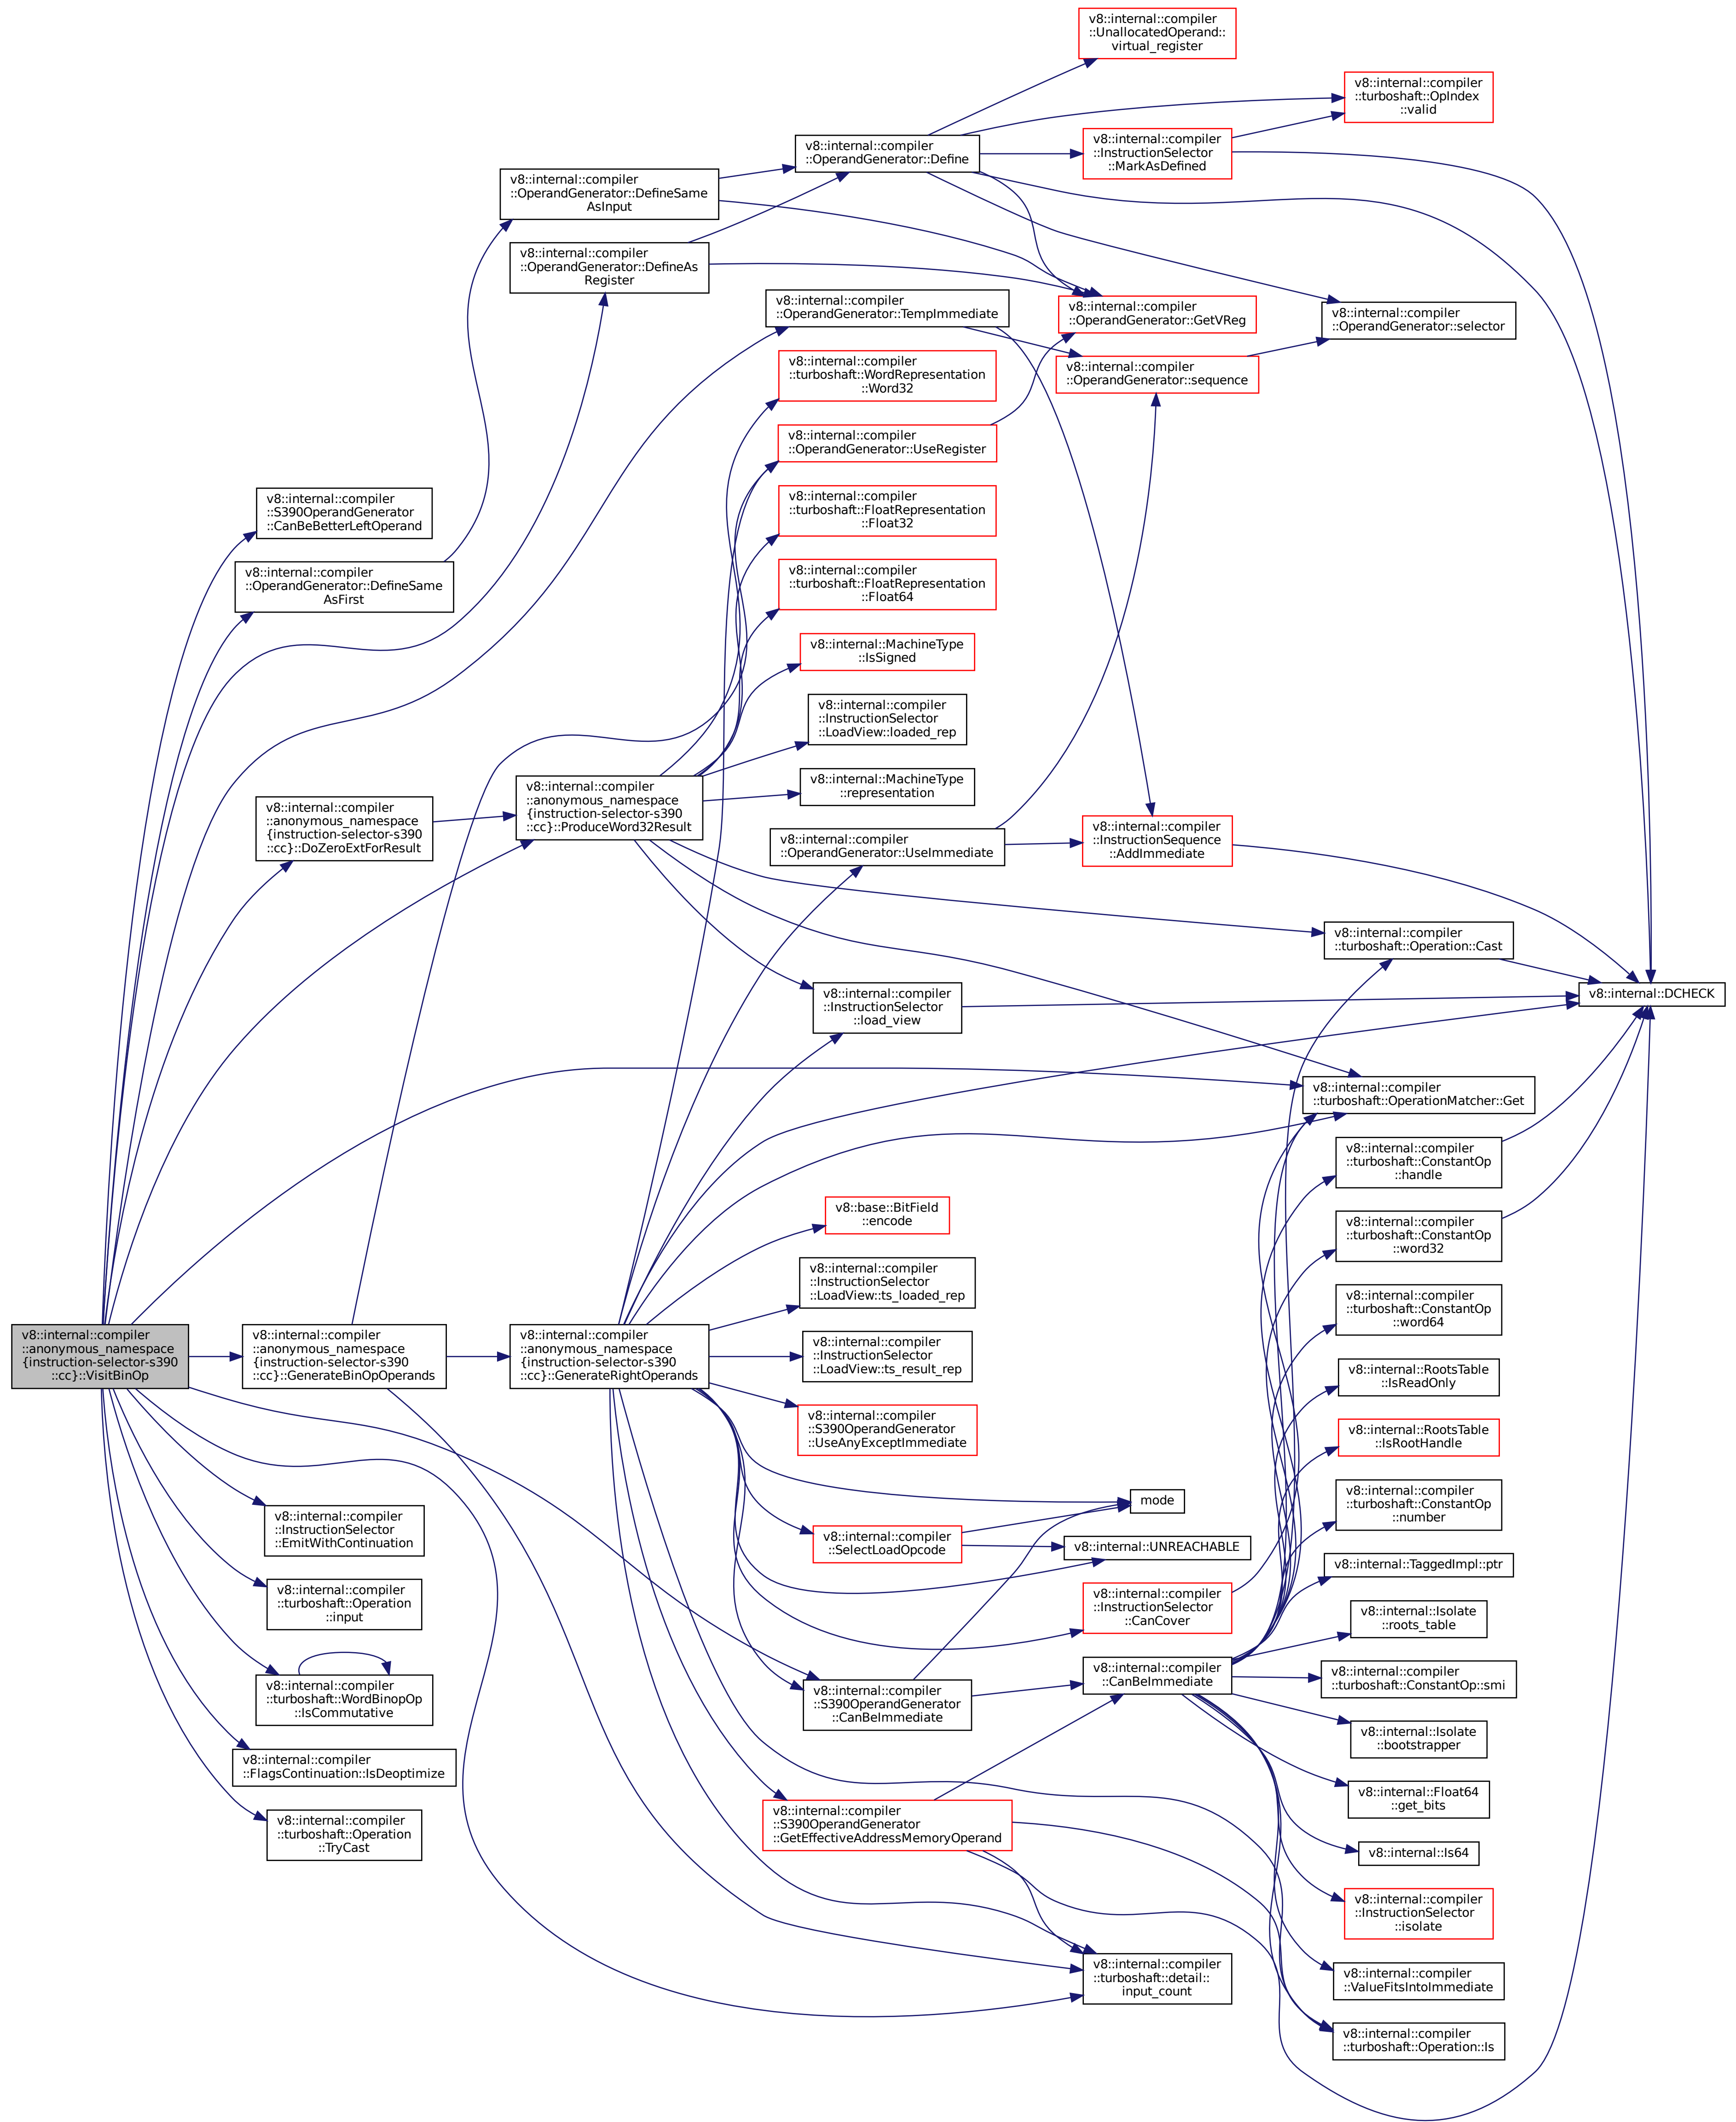 v8::internal::compiler
::UnallocatedOperand::
virtual_register
v8::internal::compiler
::turboshaft::OpIndex
::valid
v8::internal::compiler
::OperandGenerator::Define
v8::internal::compiler
::InstructionSelector
::MarkAsDefined
v8::internal::compiler
::OperandGenerator::DefineSame
AsInput
v8::internal::compiler
::OperandGenerator::DefineAs
Register
v8::internal::compiler
::OperandGenerator::TempImmediate
v8::internal::compiler
::OperandGenerator::GetVReg
v8::internal::compiler
::OperandGenerator::selector
v8::internal::compiler
::turboshaft::WordRepresentation
::Word32
v8::internal::compiler
::OperandGenerator::sequence
v8::internal::compiler
::OperandGenerator::UseRegister
v8::internal::compiler
::S390OperandGenerator
::CanBeBetterLeftOperand
v8::internal::compiler
::turboshaft::FloatRepresentation
::Float32
v8::internal::compiler
::OperandGenerator::DefineSame
AsFirst
v8::internal::compiler
::turboshaft::FloatRepresentation
::Float64
v8::internal::MachineType
::IsSigned
v8::internal::compiler
::InstructionSelector
::LoadView::loaded_rep
v8::internal::compiler
::anonymous_namespace
{instruction-selector-s390
::cc}::DoZeroExtForResult
v8::internal::compiler
::anonymous_namespace
{instruction-selector-s390
::cc}::ProduceWord32Result
v8::internal::MachineType
::representation
v8::internal::compiler
::OperandGenerator::UseImmediate
v8::internal::compiler
::InstructionSequence
::AddImmediate
v8::internal::compiler
::turboshaft::Operation::Cast
v8::internal::compiler
::InstructionSelector
::load_view
v8::internal::DCHECK
v8::internal::compiler
::turboshaft::OperationMatcher::Get
v8::internal::compiler
::turboshaft::ConstantOp
::handle
v8::base::BitField
::encode
v8::internal::compiler
::turboshaft::ConstantOp
::word32
v8::internal::compiler
::InstructionSelector
::LoadView::ts_loaded_rep
v8::internal::compiler
::turboshaft::ConstantOp
::word64
v8::internal::compiler
::anonymous_namespace
{instruction-selector-s390
::cc}::VisitBinOp
v8::internal::compiler
::anonymous_namespace
{instruction-selector-s390
::cc}::GenerateBinOpOperands
v8::internal::compiler
::anonymous_namespace
{instruction-selector-s390
::cc}::GenerateRightOperands
v8::internal::compiler
::InstructionSelector
::LoadView::ts_result_rep
v8::internal::RootsTable
::IsReadOnly
v8::internal::compiler
::S390OperandGenerator
::UseAnyExceptImmediate
v8::internal::RootsTable
::IsRootHandle
mode
v8::internal::compiler
::turboshaft::ConstantOp
::number
v8::internal::compiler
::InstructionSelector
::EmitWithContinuation
v8::internal::compiler
::SelectLoadOpcode
v8::internal::UNREACHABLE
v8::internal::TaggedImpl::ptr
v8::internal::compiler
::turboshaft::Operation
::input
v8::internal::compiler
::InstructionSelector
::CanCover
v8::internal::Isolate
::roots_table
v8::internal::compiler
::CanBeImmediate
v8::internal::compiler
::turboshaft::ConstantOp::smi
v8::internal::compiler
::turboshaft::WordBinopOp
::IsCommutative
v8::internal::compiler
::S390OperandGenerator
::CanBeImmediate
v8::internal::Isolate
::bootstrapper
v8::internal::compiler
::FlagsContinuation::IsDeoptimize
v8::internal::Float64
::get_bits
v8::internal::compiler
::turboshaft::Operation
::TryCast
v8::internal::compiler
::S390OperandGenerator
::GetEffectiveAddressMemoryOperand
v8::internal::Is64
v8::internal::compiler
::InstructionSelector
::isolate
v8::internal::compiler
::turboshaft::detail::
input_count
v8::internal::compiler
::ValueFitsIntoImmediate
v8::internal::compiler
::turboshaft::Operation::Is